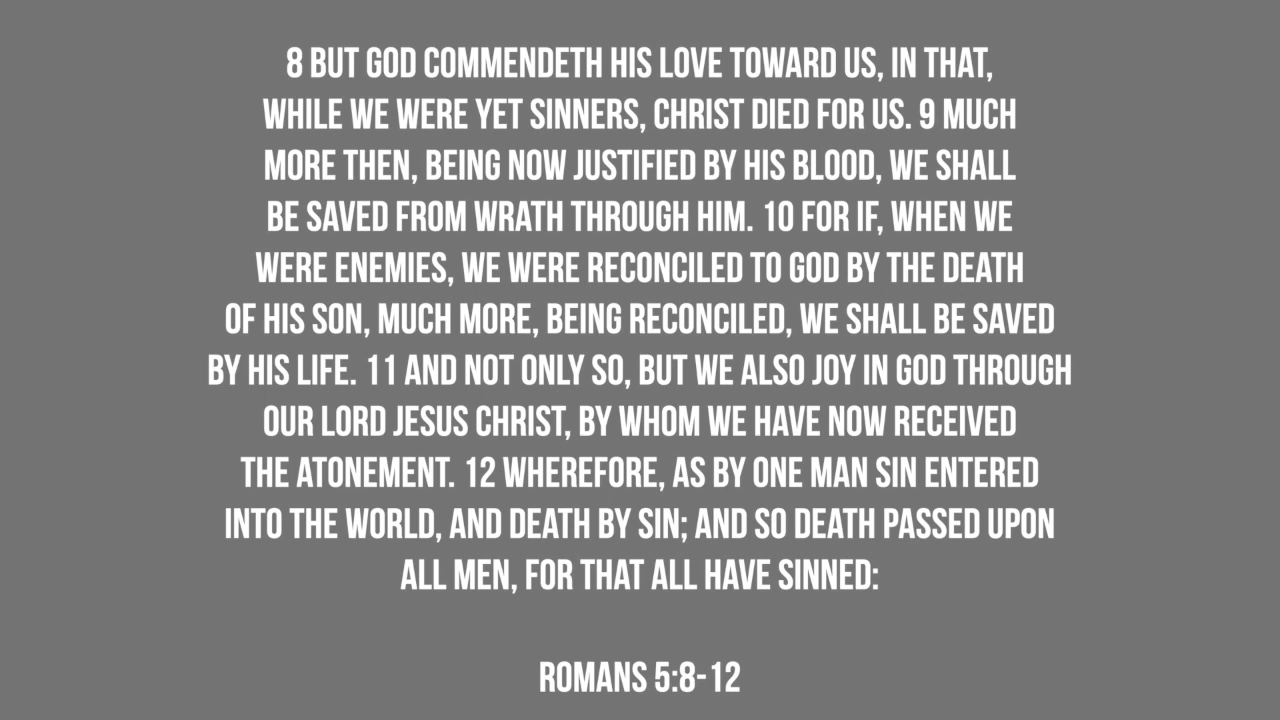 8 BUT GOD COMMENDETH HIS LOVE TOWARD US, IN THAT,
WHILE WE WERE YET SINNERS, CHRIST DIED FOR US. 9 MUCH
MORE THEN, BEING NOW JUSTIFIED BY HIS BLOOD, WE SHALL
BE SAVED FROM WRATH THROUGH HIM. 10 FOR IF, WHEN WE
WERE ENEMIES, WE WERE RECONCILED TO GOD BY THE DEATH
OF HIS SON, MUCH MORE, BEING RECONCILED, WE SHALL BE SAVED
BY HIS LIFE. 11 AND NOT ONLY SO, BUT WE ALSO JOY IN GOD THROUGH
OUR LORD JESUS CHRIST, BY WHOM WE HAVE NOW RECEIVED
THE ATONEMENT. 12 WHEREFORE, AS BY ONE MAN SIN ENTERED
INTO THE WORLD, AND DEATH BY SIN; AND SO DEATH PASSED UPON
ALL MEN, FOR THAT ALL HAVE SINNED:
ROMANS 5:8-12